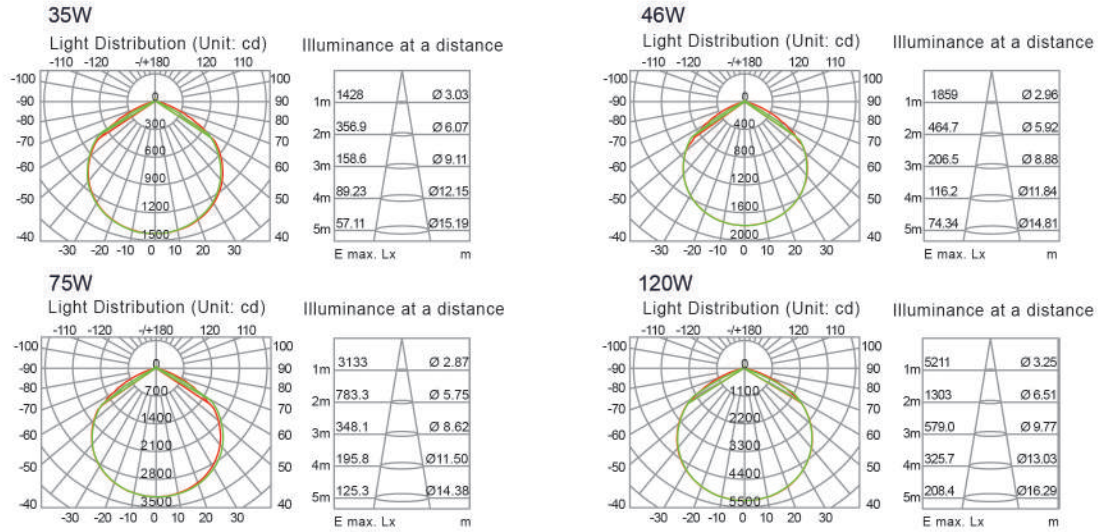 35W
Light Distribution (Unit: cd)
Illuminance at a distance
-110 -120 -/+180 120 110
-100 100
-90 90
-80 80
-70 70
-60 60
-50 50
-40 40
-30 -20 -10 0 10 20 30
0
300
600
900
1200
1500
1m 1428 Ø 3.03
2m 356.9 Ø 6.07
3m 158.6 Ø 9.11
4m 89.23 Ø12.15
5m 57.11 Ø15.19
E max. Lx m
46W
Light Distribution (Unit: cd)
Illuminance at a distance
-110 -120 -/+180 120 110
-100 100
-90 90
-80 80
-70 70
-60 60
-50 50
-40 40
-30 -20 -10 0 10 20 30
0
400
800
1200
1600
2000
1m 1859 Ø 2.96
2m 464.7 Ø 5.92
3m 206.5 Ø 8.88
4m 116.2 Ø11.84
5m 74.34 Ø14.81
E max. Lx m
75W
Light Distribution (Unit: cd)
Illuminance at a distance
-110 -120 -/+180 120 110
-100 100
-90 90
-80 80
-70 70
-60 60
-50 50
-40 40
-30 -20 -10 0 10 20 30
0
700
1400
2100
2800
3500
1m 3133 Ø 2.87
2m 783.3 Ø 5.75
3m 348.1 Ø 8.62
4m 195.8 Ø11.50
5m 125.3 Ø14.38
E max. Lx m
120W
Light Distribution (Unit: cd)
Illuminance at a distance
-110 -120 -/+180 120 110
-100 100
-90 90
-80 80
-70 70
-60 60
-50 50
-40 40
-30 -20 -10 0 10 20 30
0
1100
2200
3300
4400
5500
1m 5211 Ø 3.25
2m 1303 Ø 6.51
3m 579.0 Ø 9.77
4m 325.7 Ø13.03
5m 208.4 Ø16.29
E max. Lx m